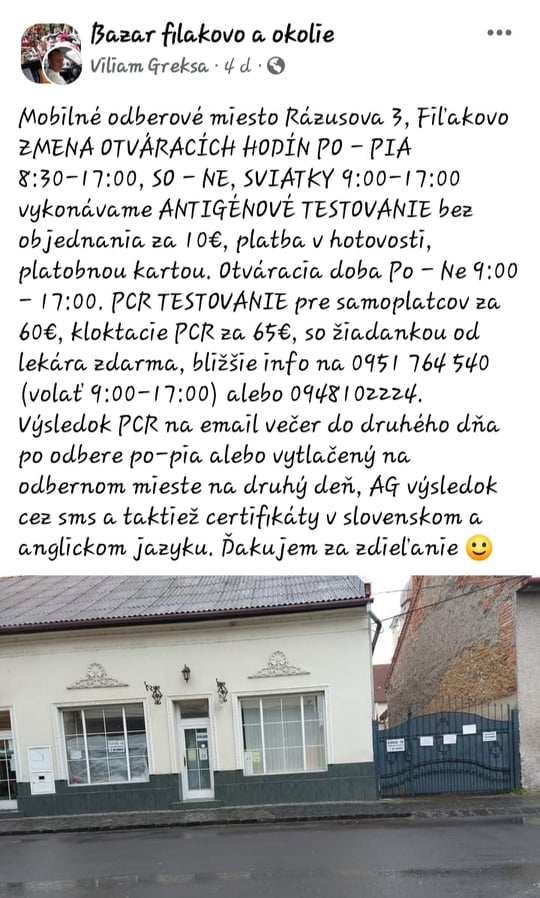 Bazar fiľakovo a okolie
Viliam Greksa · 4 d ·
Mobilné odberové miesto Rázusova 3, Fiľakovo
ZMENA OTVÁRACÍCH HODÍN PO - PIA
8:30-17:00, SO - NE, SVIATKY 9:00-17:00
vykonávame ANTIGÉNOVÉ TESTOVANIE bez
objednania za 10€, platba v hotovosti,
platobnou kartou. Otváracia doba Po - Ne 9:00
- 17:00. PCR TESTOVANIE pre samoplatcov za
60€, kloktacie PCR za 65€, so žiadankou od
lekára zdarma, bližšie info na 0951 764 540
(volať 9:00-17:00) alebo 0948102224.
Výsledok PCR na email večer do druhého dňa
po odbere po-pia alebo vytlačený na
odbernom mieste na druhý deň, AG výsledok
cez sms a taktiež certifikáty v slovenskom a
anglickom jazyku. Ďakujem za zdieľanie 🙂